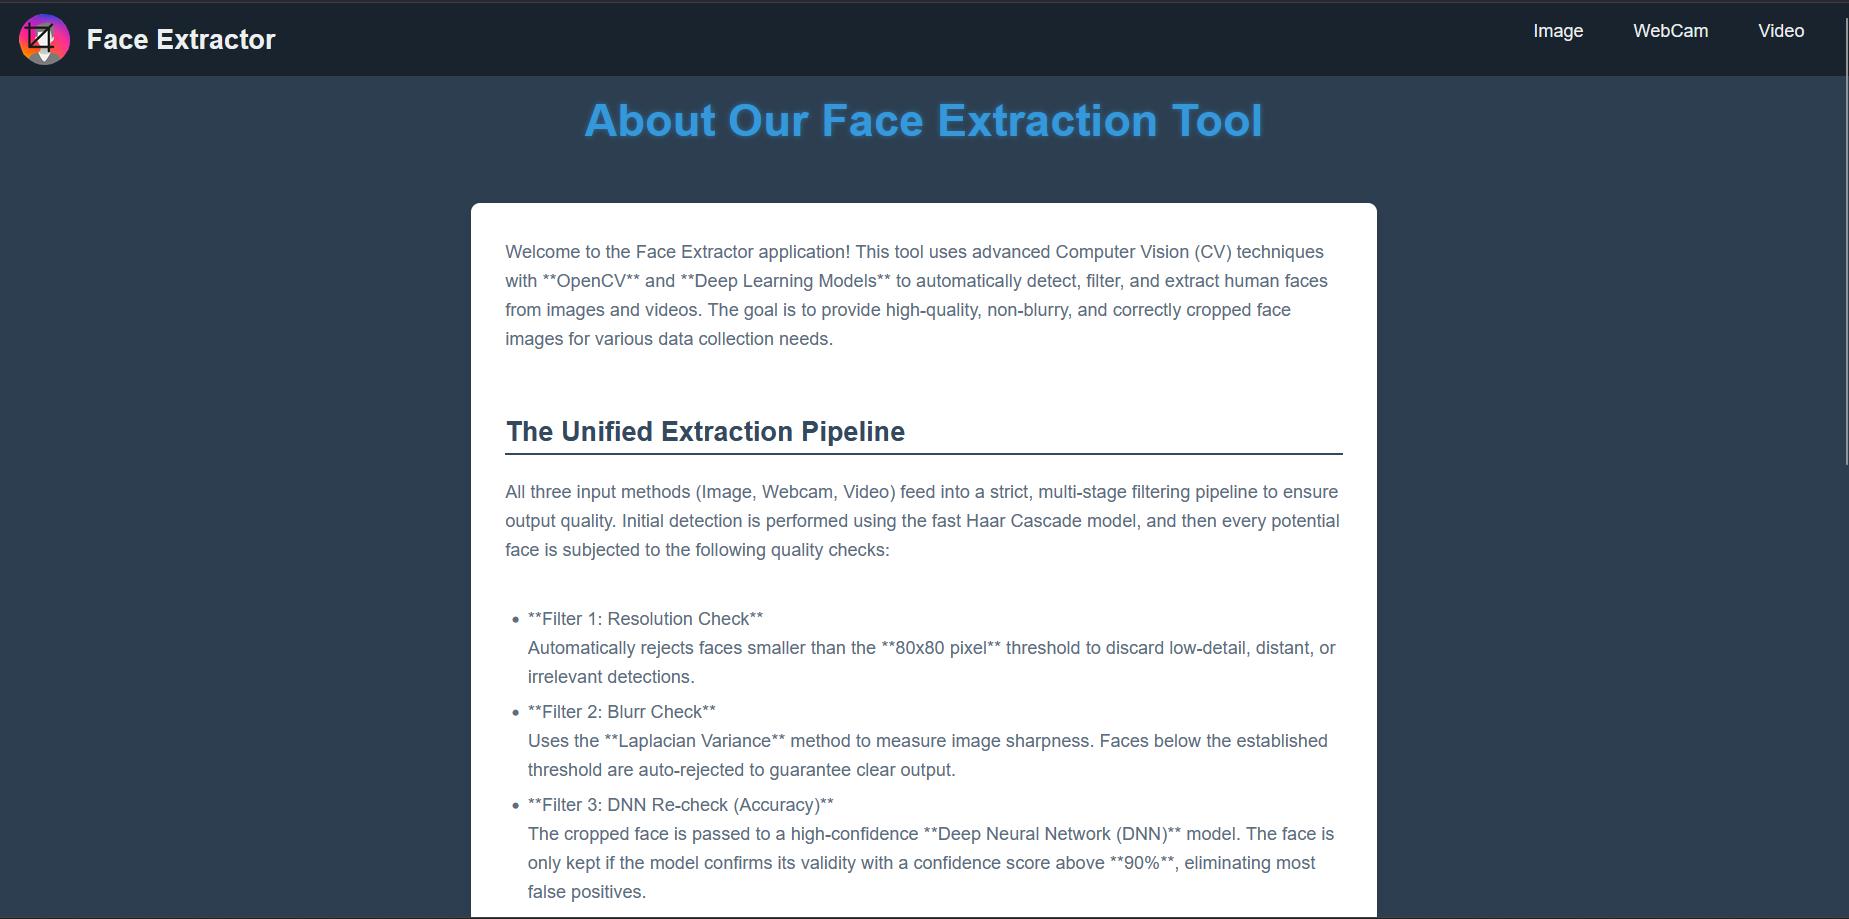 Face Extractor
Image
WebCam
Video
About Our Face Extraction Tool
Welcome to the Face Extractor application! This tool uses advanced Computer Vision (CV) techniques
with **OpenCV** and **Deep Learning Models** to automatically detect, filter, and extract human faces
from images and videos. The goal is to provide high-quality, non-blurry, and correctly cropped face
images for various data collection needs.
The Unified Extraction Pipeline
All three input methods (Image, Webcam, Video) feed into a strict, multi-stage filtering pipeline to ensure
output quality. Initial detection is performed using the fast Haar Cascade model, and then every potential
face is subjected to the following quality checks:
• **Filter 1: Resolution Check**
Automatically rejects faces smaller than the **80x80 pixel** threshold to discard low-detail, distant, or
irrelevant detections.
• **Filter 2: Blurr Check**
Uses the **Laplacian Variance** method to measure image sharpness. Faces below the established
threshold are auto-rejected to guarantee clear output.
• **Filter 3: DNN Re-check (Accuracy)**
The cropped face is passed to a high-confidence **Deep Neural Network (DNN)** model. The face is
only kept if the model confirms its validity with a confidence score above **90%**, eliminating most
false positives.